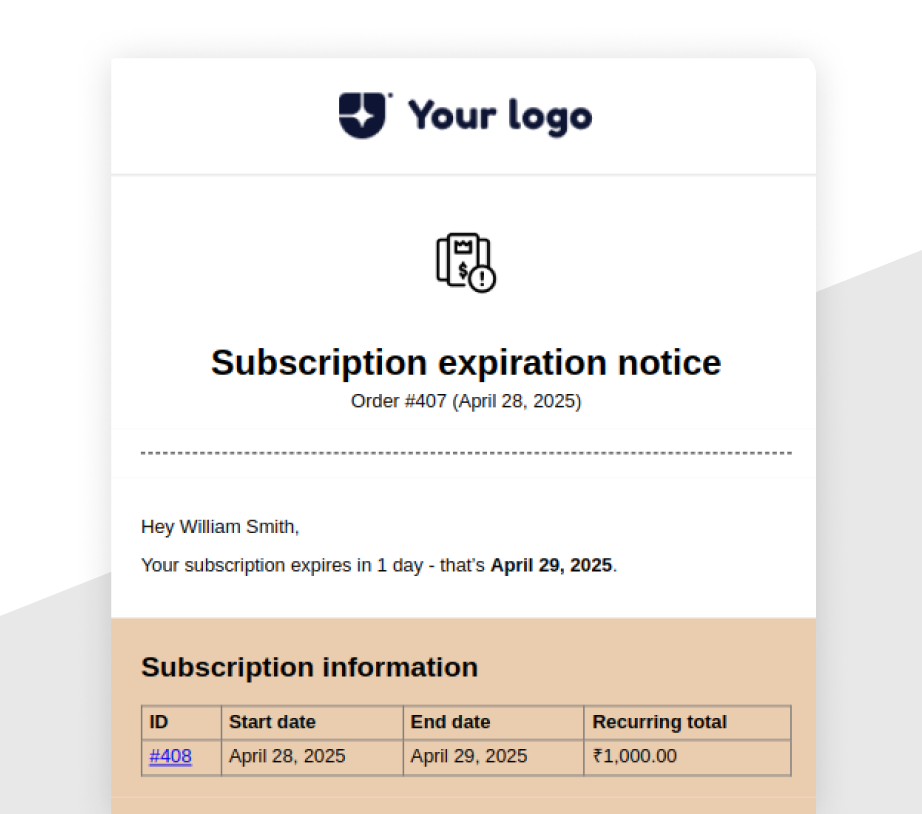 Your logo
Subscription expiration notice
Order #407 (April 28, 2025)
Hey William Smith,
Your subscription expires in 1 day - that's April 29, 2025.
Subscription information
ID Start date End date Recurring total
#408 April 28, 2025 April 29, 2025 ₹1,000.00